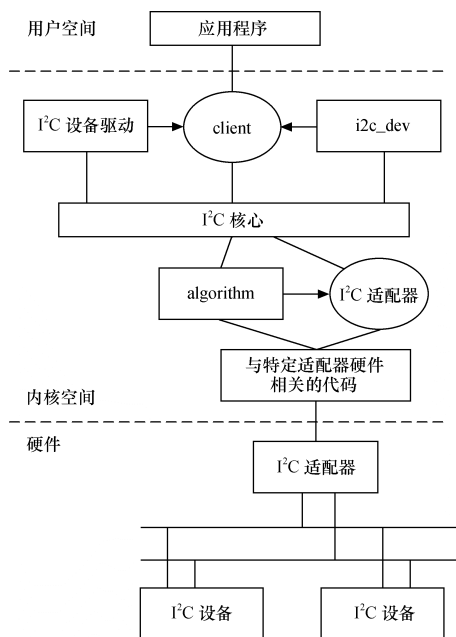 用户空间
应用程序
I²C 设备驱动
client
i2c_dev
I²C 核心
algorithm
I²C 适配器
与特定适配器硬件
相关的代码
内核空间
硬件
I²C 适配器
I²C 设备
I²C 设备